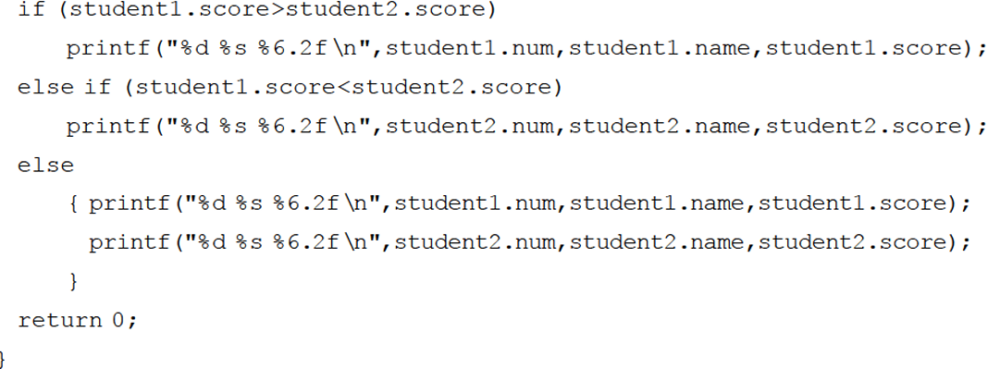 if (student1.score>student2.score)
printf("%d %s %6.2f\n",student1.num,student1.name,student1.score);
else if (student1.score<student2.score)
printf("%d %s %6.2f\n",student2.num,student2.name,student2.score);
else
{ printf("%d %s %6.2f\n",student1.num,student1.name,student1.score);
printf("%d %s %6.2f\n",student2.num,student2.name,student2.score);
}
return 0;
}